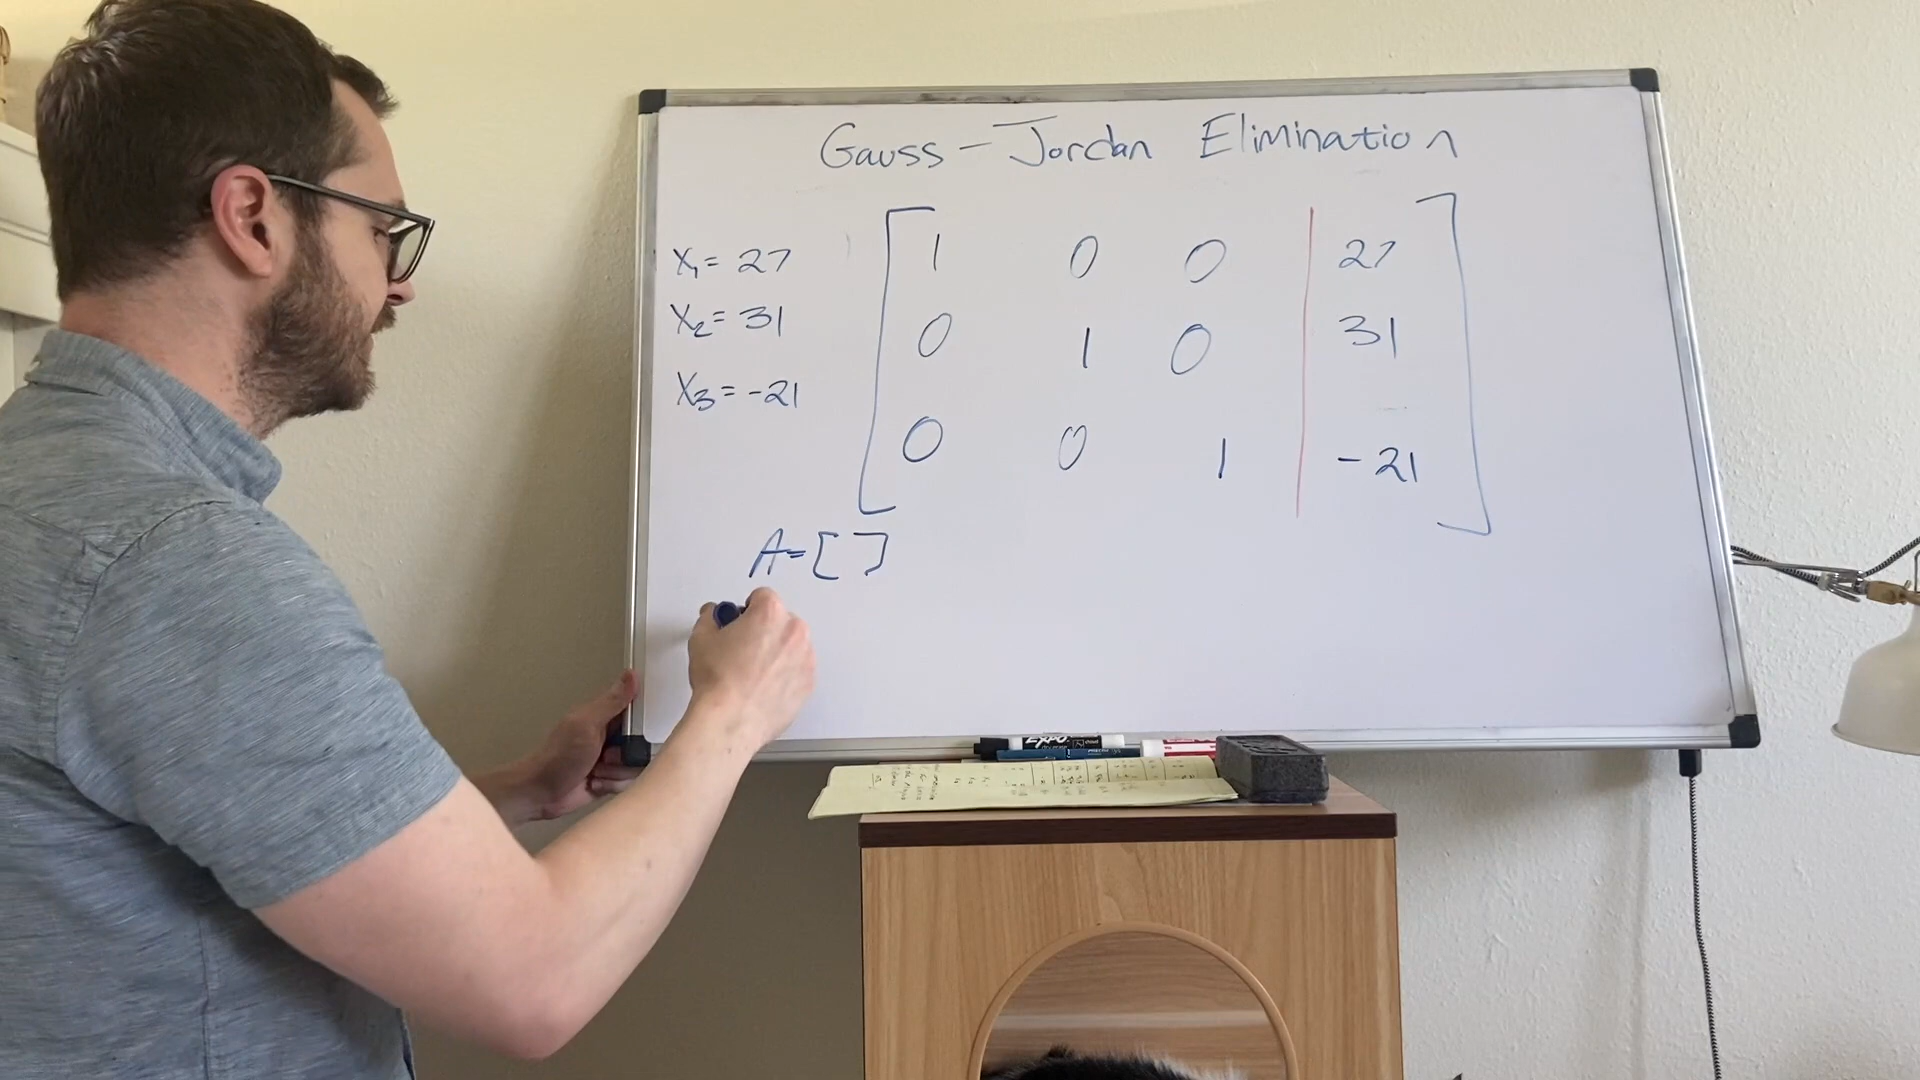 Gauss - Jordan Elimination
x₁ = 27
x₂ = 31
x₃ = -21
1 0 0 27
0 1 0 31
0 0 1 -21
A = [ ]
EXPO